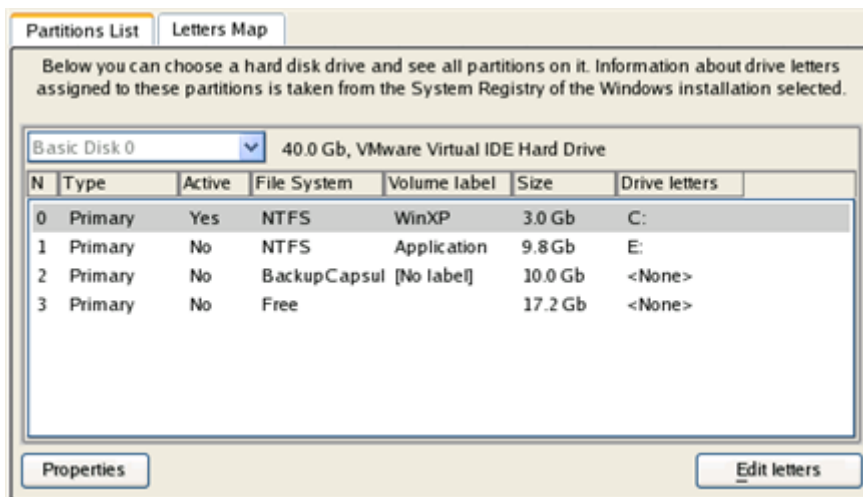 Partitions List Letters Map
Below you can choose a hard disk drive and see all partitions on it. Information about drive letters
assigned to these partitions is taken from the System Registry of the Windows installation selected.
Basic Disk 0 40.0 Gb, VMware Virtual IDE Hard Drive
N Type Active File System Volume label Size Drive letters
0 Primary Yes NTFS WinXP 3.0 Gb C:
1 Primary No NTFS Application 9.8 Gb E:
2 Primary No BackupCapsul [No label] 10.0 Gb <None>
3 Primary No Free 17.2 Gb <None>
Properties Edit letters